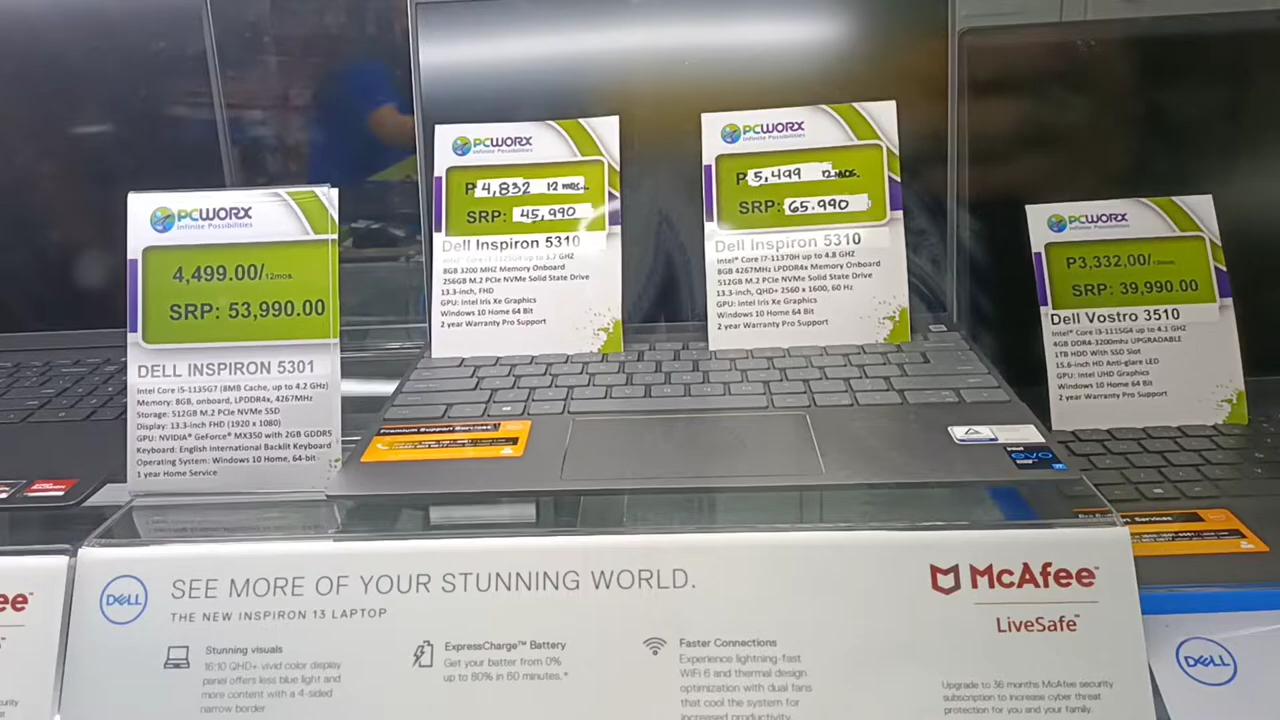 PCWORX
Infinite Possibilities
4,499.00/12mos.
SRP: 53,990.00
DELL INSPIRON 5301
Intel Core i5-1135G7 (8MB Cache, up to 4.2 GHz)
Memory: 8GB, onboard, LPDDR4x, 4267MHz
Storage: 512GB M.2 PCIe NVMe SSD
Display: 13.3-inch FHD (1920 x 1080)
GPU: NVIDIA® GeForce® MX350 with 2GB GDDR5
Keyboard: English International Backlit Keyboard
Operating System: Windows 10 Home, 64-bit
1 year Home Service
PCWORX
Infinite Possibilities
P 4,832 12 mos.
SRP: 45,990
Dell Inspiron 5310
8GB 3200 MHZ Memory Onboard
256GB M.2 PCIe NVMe Solid State Drive
13.3-inch, FHD
GPU: Intel Iris Xe Graphics
Windows 10 Home 64 Bit
2 year Warranty Pro Support
PCWORX
Infinite Possibilities
P 5,499 12 mos.
SRP: 65.990
Dell Inspiron 5310
Intel® Core i7-11370H up to 4.8 GHZ
8GB 4267MHz LPDDR4x Memory Onboard
512GB M.2 PCIe NVMe Solid State Drive
13.3-inch, QHD+ 2560 x 1600, 60 Hz
GPU: Intel Iris Xe Graphics
Windows 10 Home 64 Bit
2 year Warranty Pro Support
PCWORX
Infinite Possibilities
P3,332,00/12mos.
SRP: 39,990.00
Dell Vostro 3510
Intel® Core i3-1115G4 up to 4.1 GHZ
4GB DDR4-3200mhz UPGRADABLE
1TB HDD With SSD Slot
15.6-inch HD Anti-glare LED
GPU: Intel UHD Graphics
Windows 10 Home 64 Bit
2 year Warranty Pro Support
Premium Support Services
intel
evo
i7
DELL
SEE MORE OF YOUR STUNNING WORLD.
THE NEW INSPIRON 13 LAPTOP
Stunning visuals
16:10 QHD+ vivid color display
panel offers less blue light and
more content with a 4-sided
narrow border
ExpressCharge™ Battery
Get your batter from 0%
up to 80% in 60 minutes.*
Faster Connections
Experience lightning-fast
WiFi 6 and thermal design
optimization with dual fans
that cool the system for
increased productivity
McAfee™
LiveSafe™
Upgrade to 36 months McAfee security
subscription to increase cyber threat
protection for you and your family.
DELL